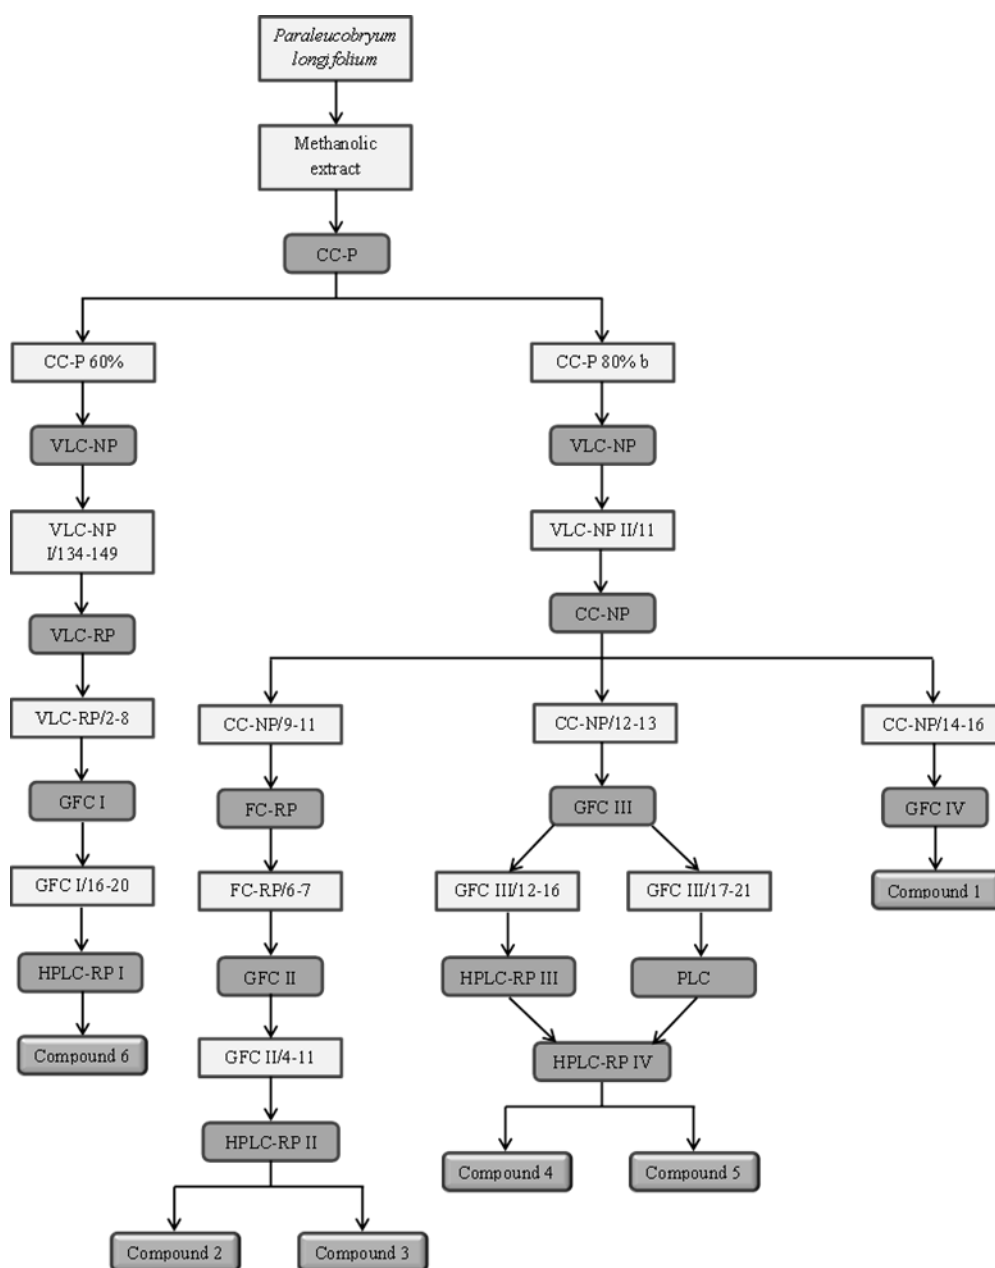 Paraleucobryum
longifolium
Methanolic
extract
CC-P
CC-P 60%
CC-P 80% b
VLC-NP
VLC-NP
VLC-NP
I/134-149
VLC-NP II/11
VLC-RP
CC-NP
VLC-RP/2-8
CC-NP/9-11
CC-NP/12-13
CC-NP/14-16
GFC I
FC-RP
GFC III
GFC IV
GFC I/16-20
FC-RP/6-7
GFC III/12-16
GFC III/17-21
Compound 1
HPLC-RP I
GFC II
HPLC-RP III
PLC
Compound 6
GFC II/4-11
HPLC-RP IV
HPLC-RP II
Compound 4
Compound 5
Compound 2
Compound 3